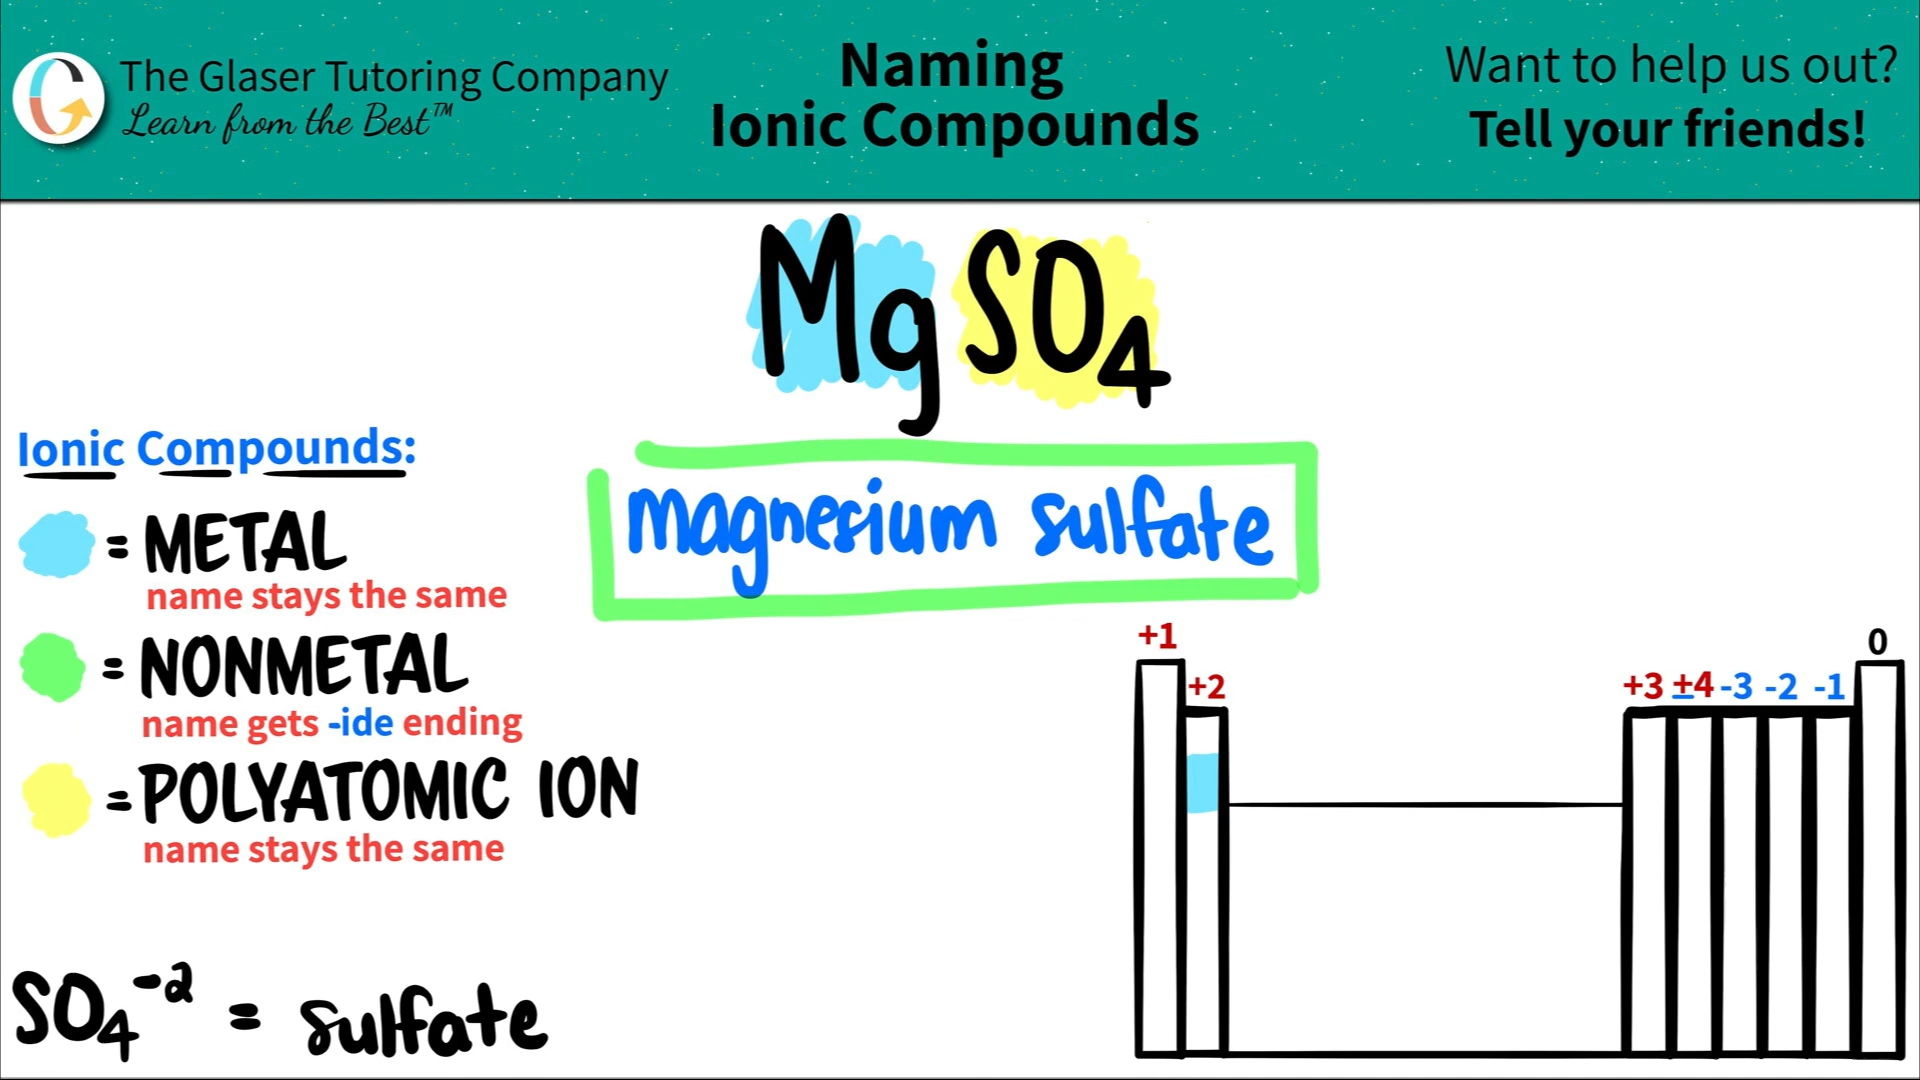 The Glaser Tutoring Company
Learn from the Best™
Naming
Ionic Compounds
Want to help us out?
Tell your friends!
MgSO₄
magnesium sulfate
Ionic Compounds:
= METAL
name stays the same
= NONMETAL
name gets -ide ending
= POLYATOMIC ION
name stays the same
SO₄⁻² = sulfate
+1
+2
+3 ±4 -3 -2 -1
0